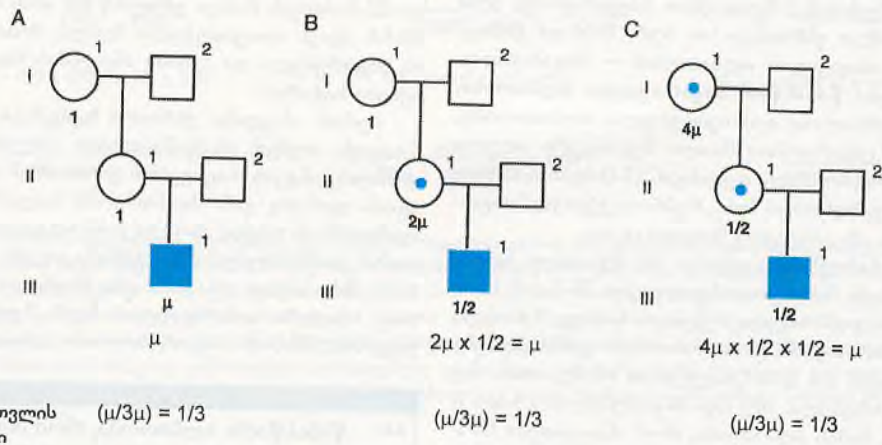 A B C
1 2 1 2 1 2
I I I
1 4μ
1 2 1 2 1 2
II II II
1 2μ 1/2
1 1 1
III III III
μ 1/2 1/2
μ 2μ x 1/2 = μ 4μ x 1/2 x 1/2 = μ
(μ/3μ) = 1/3 (μ/3μ) = 1/3 (μ/3μ) = 1/3